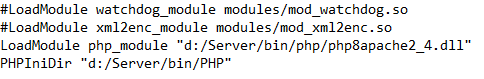 #LoadModule watchdog_module modules/mod_watchdog.so
#LoadModule xml2enc_module modules/mod_xml2enc.so
LoadModule php_module "d:/Server/bin/php/php8apache2_4.dll"
PHPIniDir "d:/Server/bin/PHP"